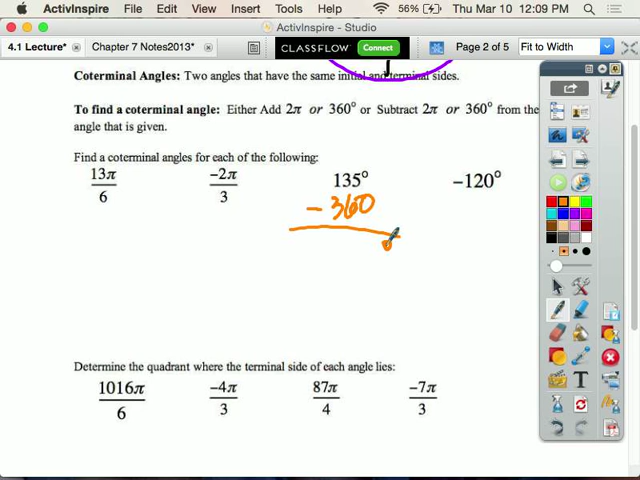 ActivInspire File Edit View Insert Tools Help 56% Thu Mar 10 12:09 PM
ActivInspire - Studio
4.1 Lecture* x Chapter 7 Notes2013* x CLASSFLOW Connect Page 2 of 5 Fit to Width
Coterminal Angles: Two angles that have the same initial and terminal sides.
To find a coterminal angle: Either Add 2π or 360° or Subtract 2π or 360° from the
angle that is given.
Find a coterminal angles for each of the following:
13π/6 -2π/3 135° -120°
- 360
Determine the quadrant where the terminal side of each angle lies:
1016π/6 -4π/3 87π/4 -7π/3